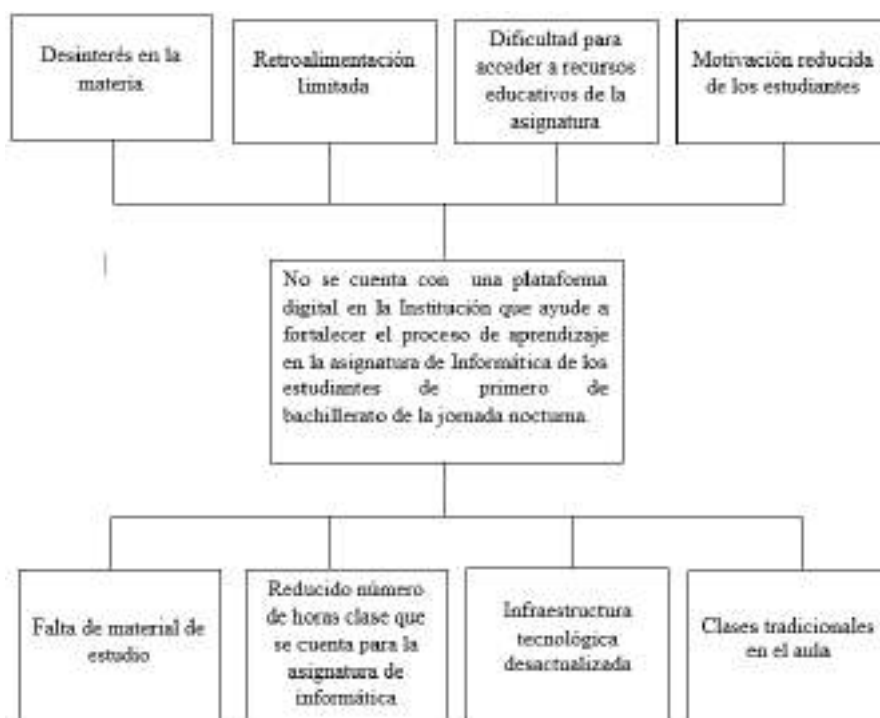 Desinterés en la
materia
Retroalimentación
limitada
Dificultad para
acceder a recursos
educativos de la
asignatura
Motivación reducida
de los estudiantes
No se cuenta con una plataforma
digital en la Institución que ayude a
fortalecer el proceso de aprendizaje
en la asignatura de Informática de los
estudiantes de primero de
bachillerato de la jornada nocturna.
Falta de material de
estudio
Reducido número
de horas clase que
se cuenta para la
asignatura de
informática
Infraestructura
tecnológica
desactualizada
Clases tradicionales
en el aula